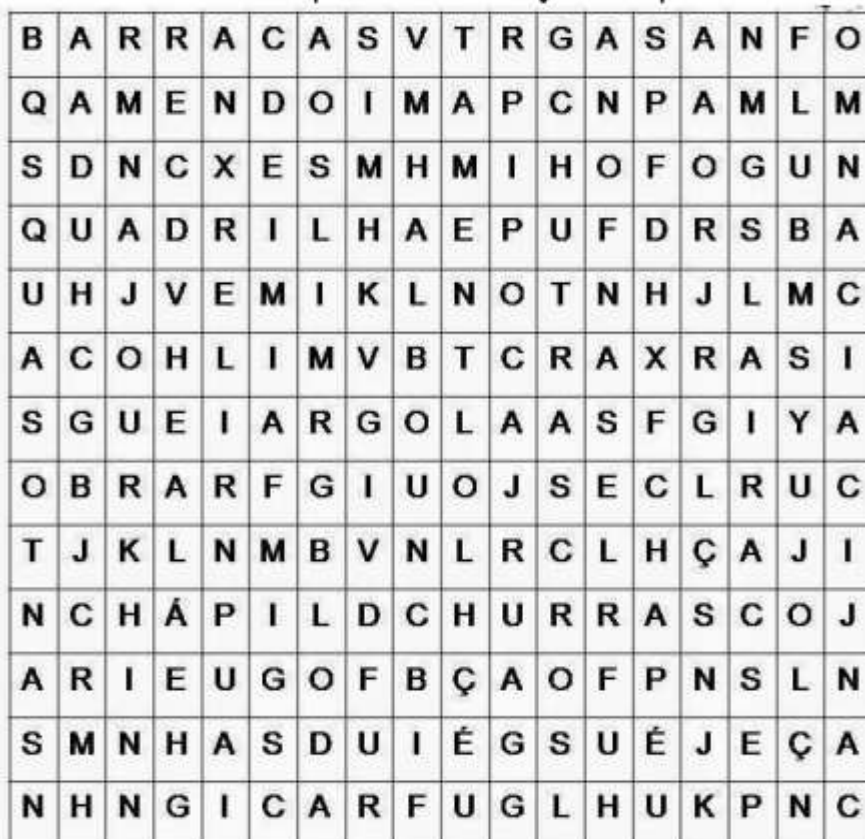 B A R R A C A S V T R G A S A N F O
Q A M E N D O I M A P C N P A M L M
S D N C X E S M H M I H O F O G U N
Q U A D R I L H A E P U F D R S B A
U H J V E M I K L N O T N H J L M C
A C O H L I M V B T C R A X R A S I
S G U E I A R G O L A A S F G I Y A
O B R A R F G I U O J S E C L R U C
T J K L N M B V N L R C L H Ç A J I
N C H Á P I L D C H U R R A S C O J
A R I E U G O F B Ç A O F P N S L N
S M N H A S D U I É G S U É J E Ç A
N H N G I C A R F U G L H U K P N C